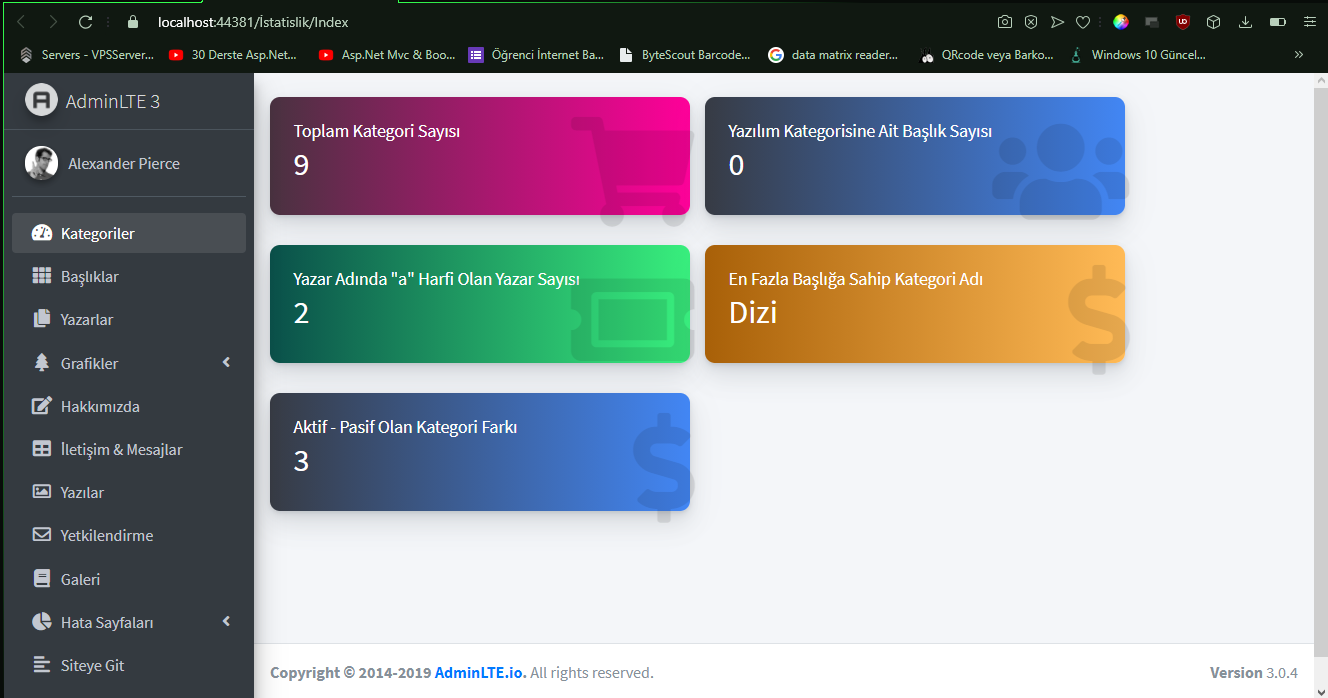 localhost:44381/İstatislik/Index
Servers - VPSServer...
30 Derste Asp.Net...
Asp.Net Mvc & Boo...
Öğrenci İnternet Ba...
ByteScout Barcode...
data matrix reader...
QRcode veya Barko...
Windows 10 Güncel...
AdminLTE 3
Alexander Pierce
Kategoriler
Başlıklar
Yazarlar
Grafikler
Hakkımızda
İletişim & Mesajlar
Yazılar
Yetkilendirme
Galeri
Hata Sayfaları
Siteye Git
Toplam Kategori Sayısı
9
Yazılım Kategorisine Ait Başlık Sayısı
0
Yazar Adında "a" Harfi Olan Yazar Sayısı
2
En Fazla Başlığa Sahip Kategori Adı
Dizi
Aktif - Pasif Olan Kategori Farkı
3
Copyright © 2014-2019 AdminLTE.io. All rights reserved.
Version 3.0.4